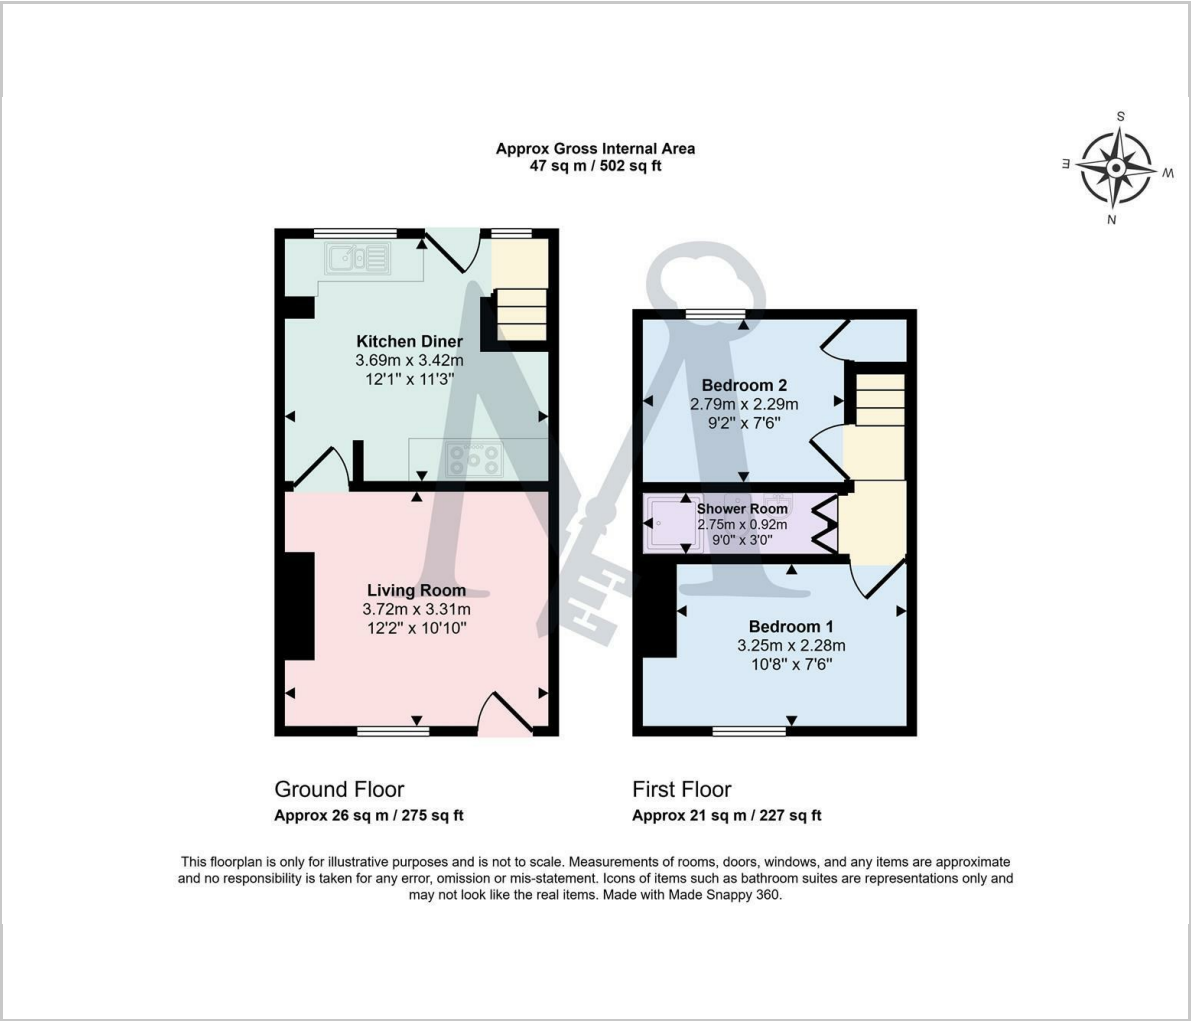 Approx Gross Internal Area
47 sq m / 502 sq ft
S
E
W
N
Kitchen Diner
3.69m x 3.42m
12'1" x 11'3"
Living Room
3.72m x 3.31m
12'2" x 10'10"
Bedroom 2
2.79m x 2.29m
9'2" x 7'6"
Shower Room
2.75m x 0.92m
9'0" x 3'0"
Bedroom 1
3.25m x 2.28m
10'8" x 7'6"
Ground Floor
Approx 26 sq m / 275 sq ft
First Floor
Approx 21 sq m / 227 sq ft
This floorplan is only for illustrative purposes and is not to scale. Measurements of rooms, doors, windows, and any items are approximate
and no responsibility is taken for any error, omission or mis-statement. Icons of items such as bathroom suites are representations only and
may not look like the real items. Made with Made Snappy 360.